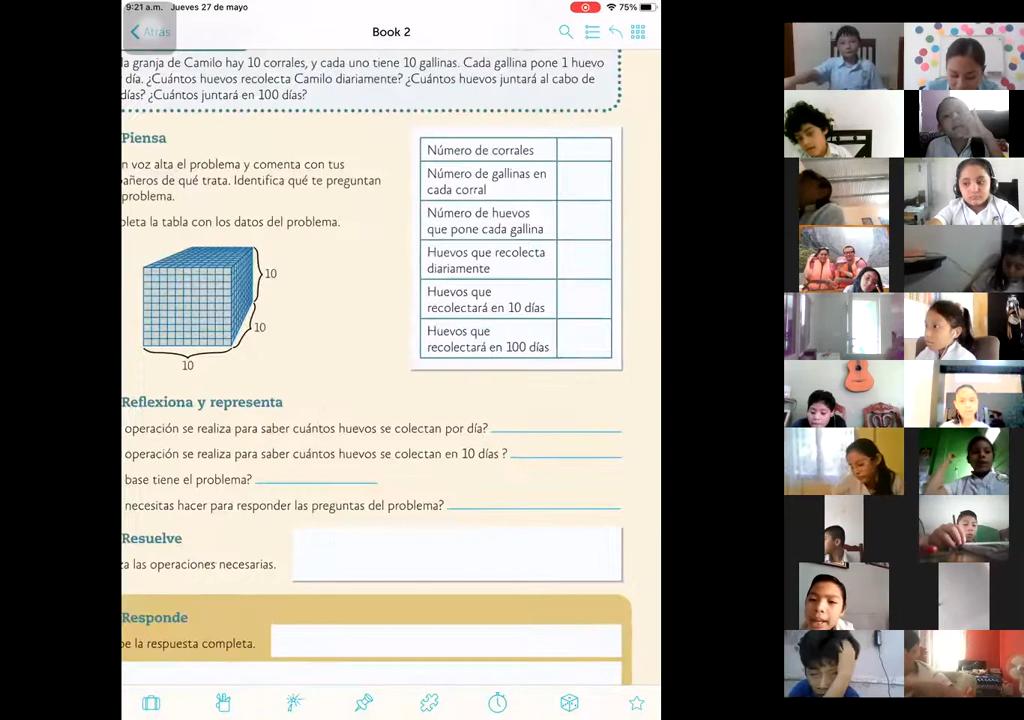 9:21 a.m. Jueves 27 de mayo
75%
Atrás
Book 2
la granja de Camilo hay 10 corrales, y cada uno tiene 10 gallinas. Cada gallina pone 1 huevo
día. ¿Cuántos huevos recolecta Camilo diariamente? ¿Cuántos huevos juntará al cabo de
días? ¿Cuántos juntará en 100 días?
Piensa
n voz alta el problema y comenta con tus
añeros de qué trata. Identifica qué te preguntan
problema.
pleta la tabla con los datos del problema.
10
10
10
Número de corrales
Número de gallinas en
cada corral
Número de huevos
que pone cada gallina
Huevos que recolecta
diariamente
Huevos que
recolectará en 10 días
Huevos que
recolectará en 100 días
Reflexiona y representa
operación se realiza para saber cuántos huevos se colectan por día?
operación se realiza para saber cuántos huevos se colectan en 10 días ?
base tiene el problema?
necesitas hacer para responder las preguntas del problema?
Resuelve
za las operaciones necesarias.
Responde
be la respuesta completa.